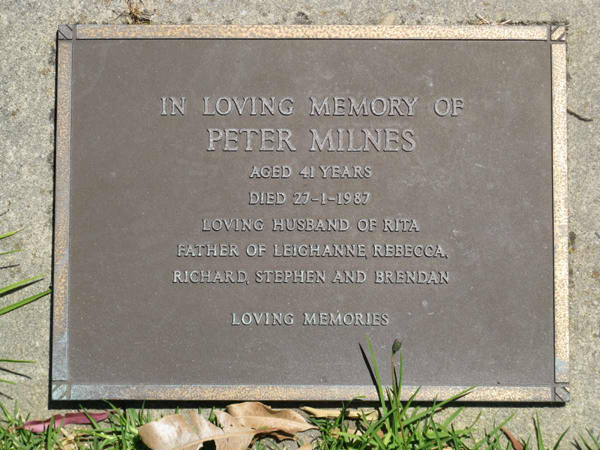 IN LOVING MEMORY OF
PETER MILNES
AGED 41 YEARS
DIED 27-1-1987
LOVING HUSBAND OF RITA
FATHER OF LEIGHANNE, REBECCA,
RICHARD, STEPHEN AND BRENDAN
LOVING MEMORIES